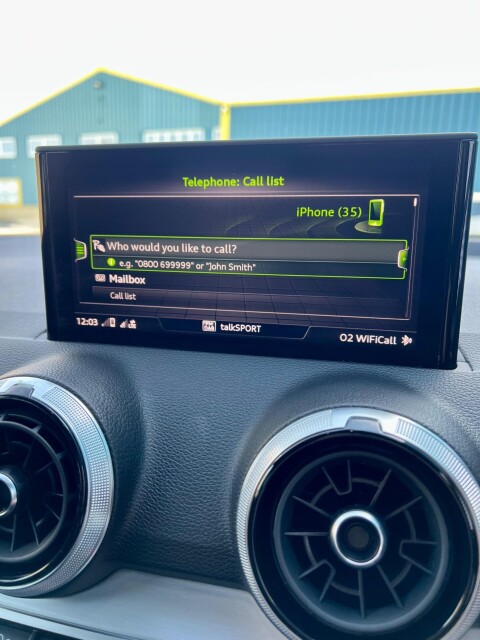 Telephone: Call list
iPhone (35)
Who would you like to call?
e.g. "0800 699999" or "John Smith"
Mailbox
Call list
12:03
talkSPORT
O2 WiFiCall